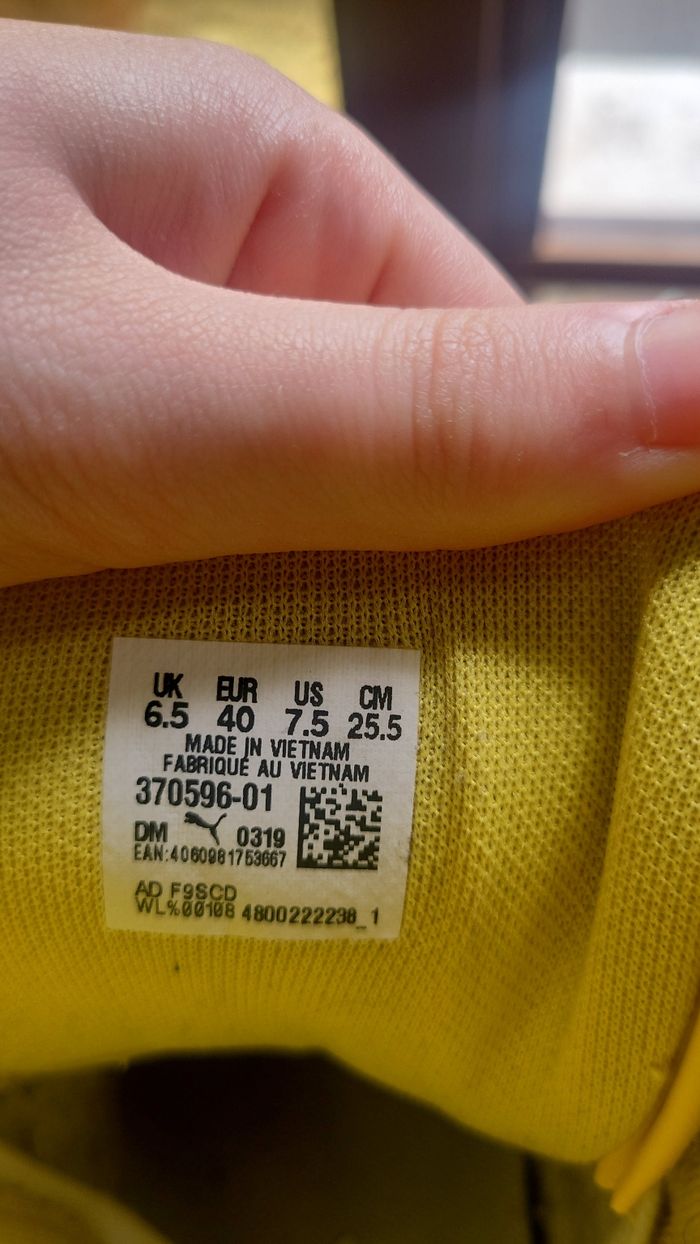 UK EUR US CM
6.5 40 7.5 25.5
MADE IN VIETNAM
FABRIQUE AU VIETNAM
370596-01
DM 0319
EAN:4060981753667
AD F9SCD
WL%00108 4800222238_1